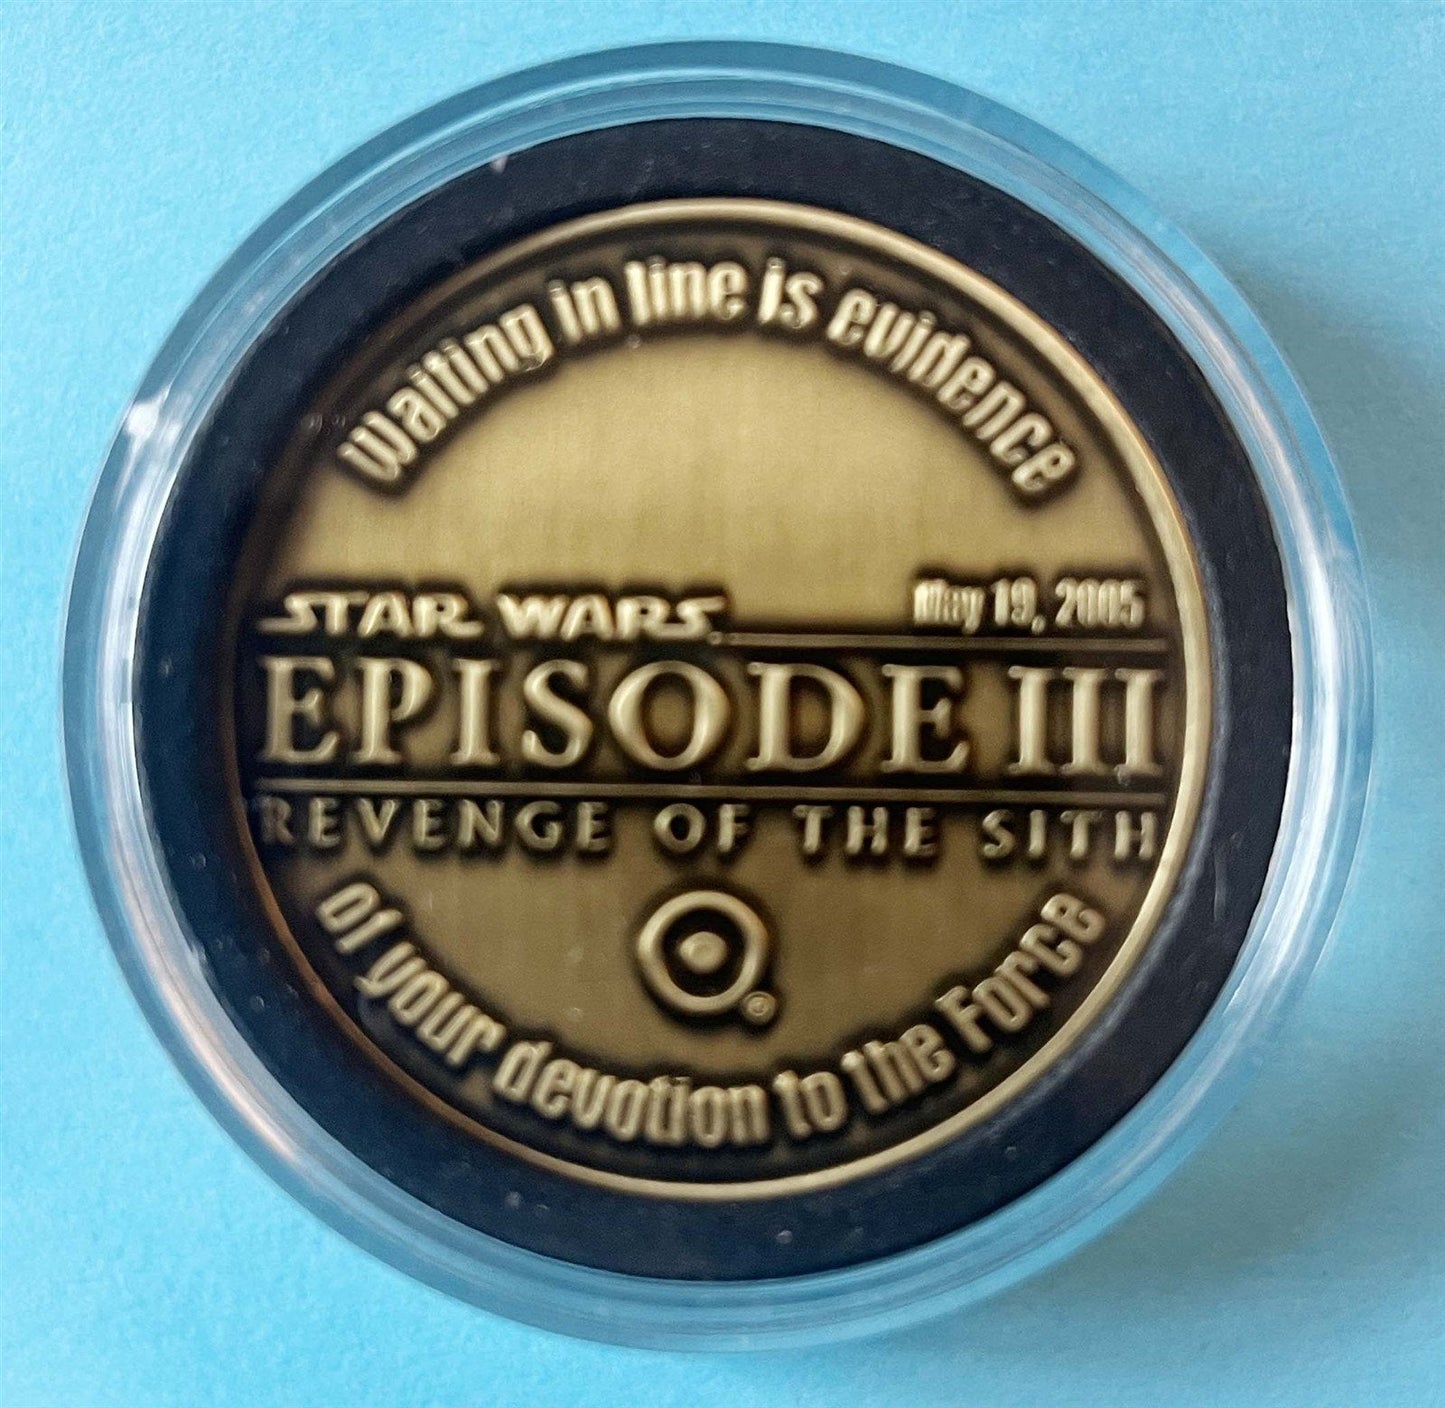 Waiting in line is evidence
STAR WARS
May 19, 2005
EPISODE III
REVENGE OF THE SITH
®
of your devotion to the Force